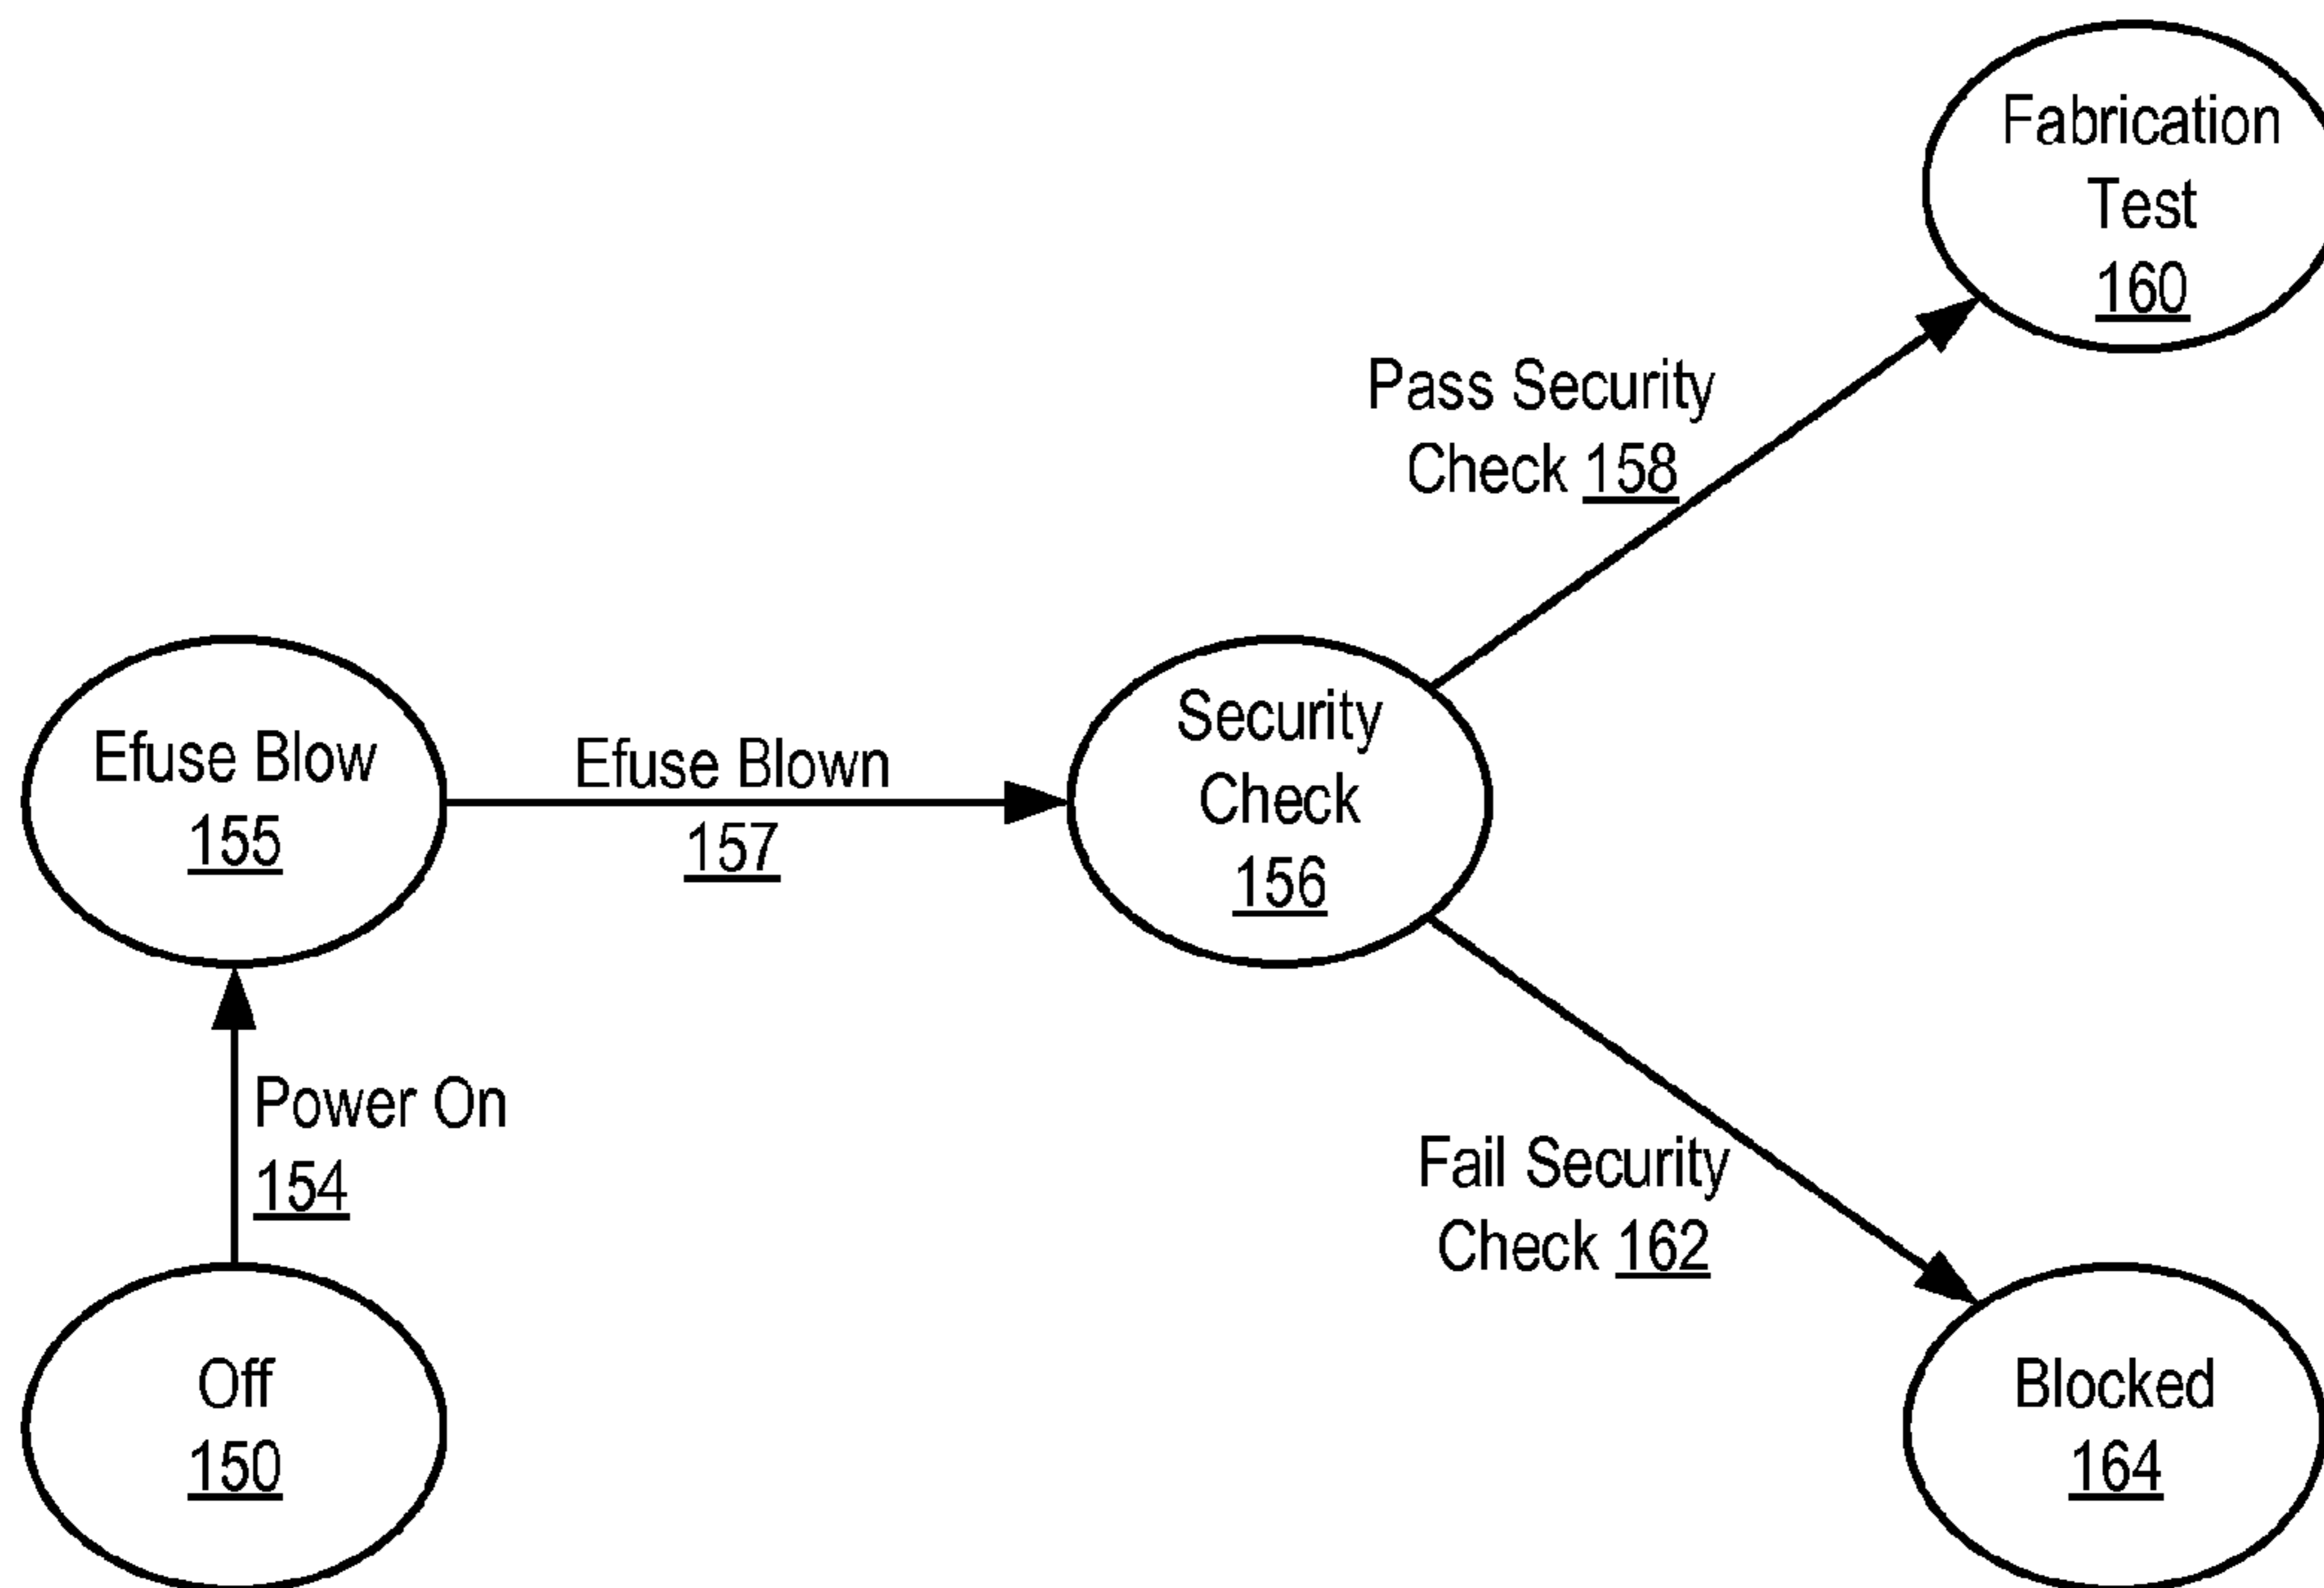 Fabrication
Test
160
Pass Security
Check 158
Efuse Blow
155
Efuse Blown
157
Security
Check
156
Power On
154
Fail Security
Check 162
Off
150
Blocked
164